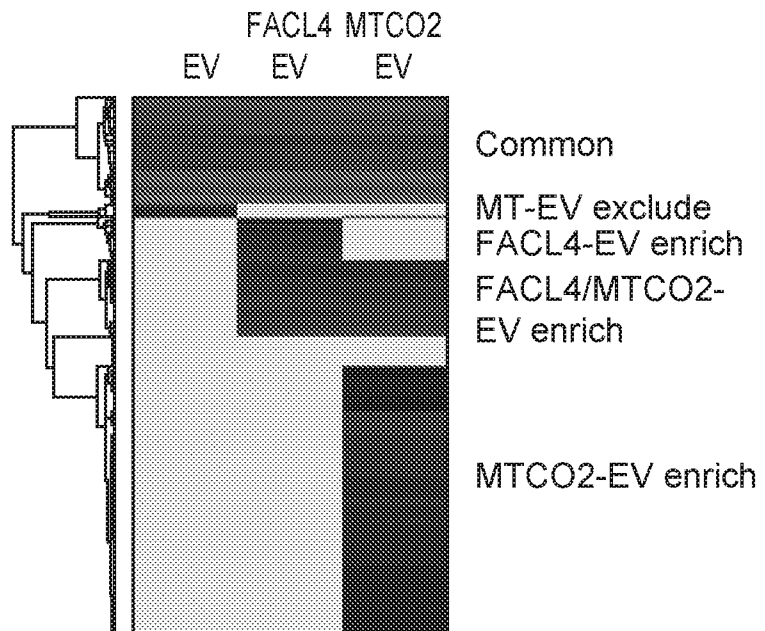 FACL4 MTCO2
EV EV EV
Common
MT-EV exclude
FACL4-EV enrich
FACL4/MTCO2-
EV enrich
MTCO2-EV enrich